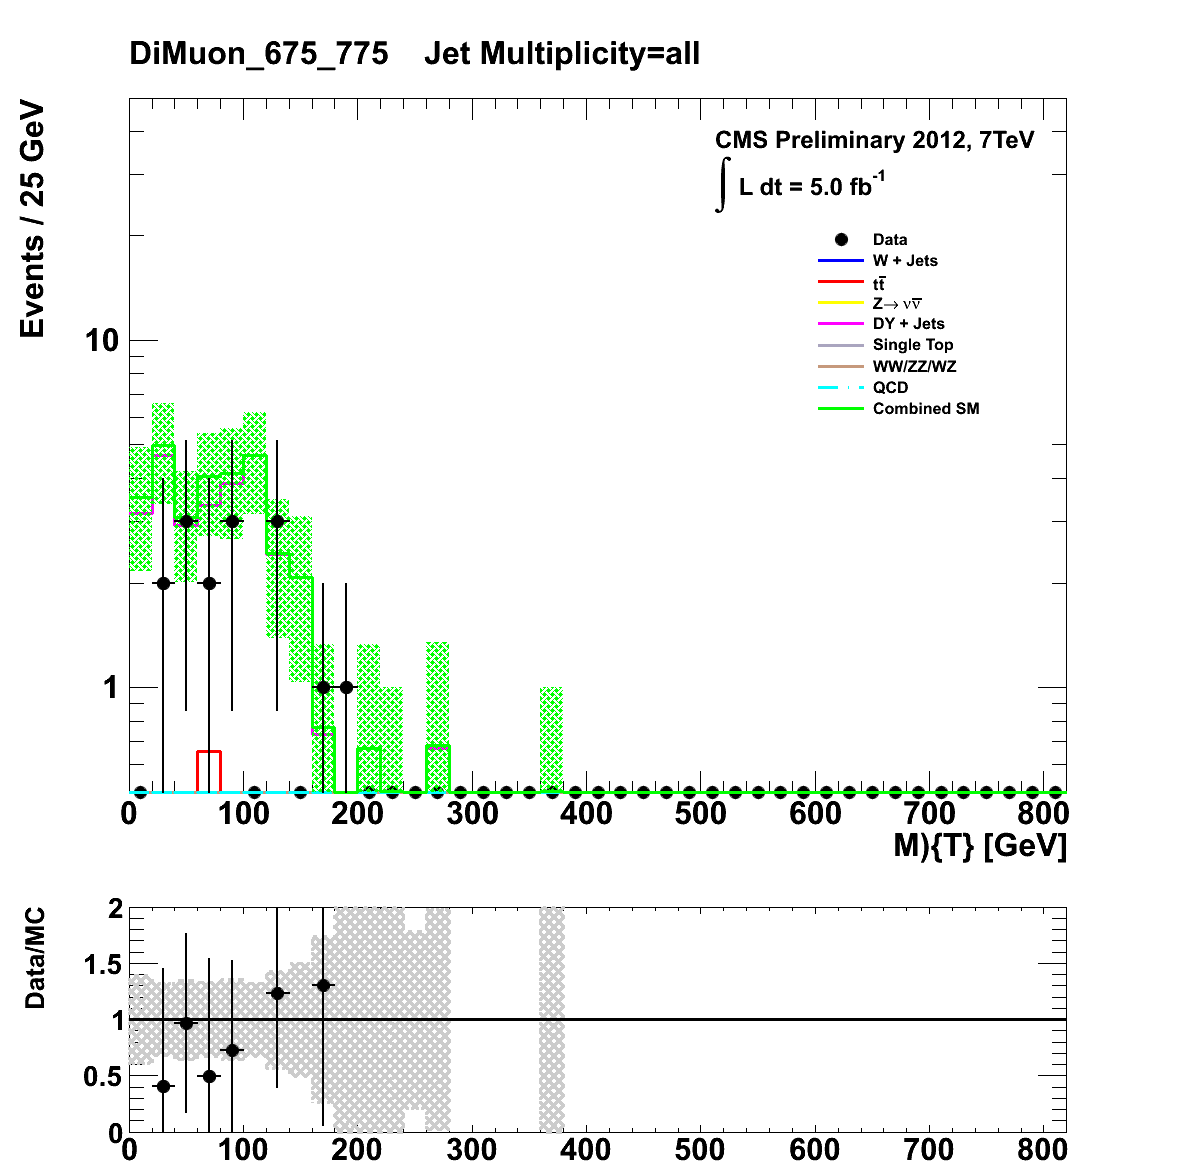 DiMuon_675_775 Jet Multiplicity=all
Events / 25 GeV
CMS Preliminary 2012, 7TeV
∫ L dt = 5.0 fb⁻¹
Data
W + Jets
tt̅
Z→ νν̅
DY + Jets
Single Top
WW/ZZ/WZ
QCD
Combined SM
10
1
0 100 200 300 400 500 600 700 800
M){T} [GeV]
Data/MC
2
1.5
1
0.5
0
0 100 200 300 400 500 600 700 800